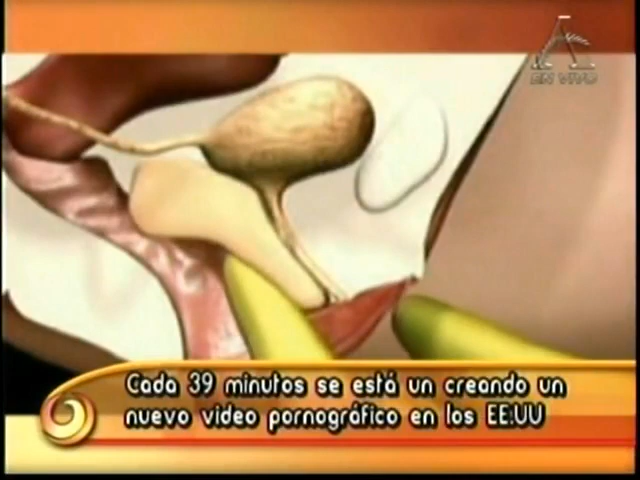 EN VIVO
Cada 39 minutos se está un creando un
nuevo video pornográfico en los EE:UU